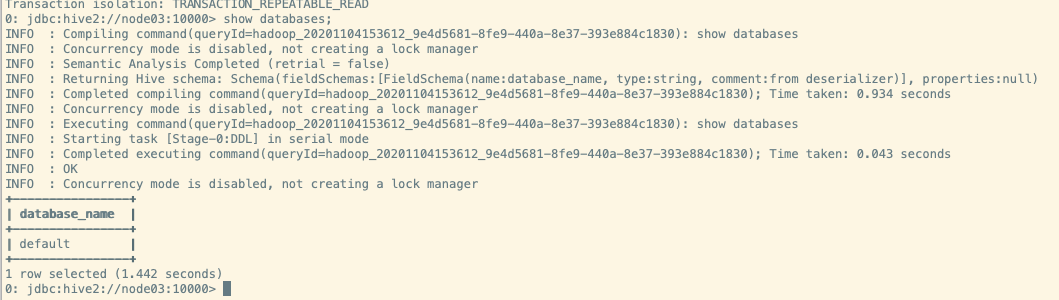 Transaction isolation: TRANSACTION_REPEATABLE_READ
0: jdbc:hive2://node03:10000> show databases;
INFO  : Compiling command(queryId=hadoop_20201104153612_9e4d5681-8fe9-440a-8e37-393e884c1830): show databases
INFO  : Concurrency mode is disabled, not creating a lock manager
INFO  : Semantic Analysis Completed (retrial = false)
INFO  : Returning Hive schema: Schema(fieldSchemas:[FieldSchema(name:database_name, type:string, comment:from deserializer)], properties:null)
INFO  : Completed compiling command(queryId=hadoop_20201104153612_9e4d5681-8fe9-440a-8e37-393e884c1830); Time taken: 0.934 seconds
INFO  : Concurrency mode is disabled, not creating a lock manager
INFO  : Executing command(queryId=hadoop_20201104153612_9e4d5681-8fe9-440a-8e37-393e884c1830): show databases
INFO  : Starting task [Stage-0:DDL] in serial mode
INFO  : Completed executing command(queryId=hadoop_20201104153612_9e4d5681-8fe9-440a-8e37-393e884c1830); Time taken: 0.043 seconds
INFO  : OK
INFO  : Concurrency mode is disabled, not creating a lock manager
+----------------+
| database_name  |
+----------------+
| default        |
+----------------+
1 row selected (1.442 seconds)
0: jdbc:hive2://node03:10000>